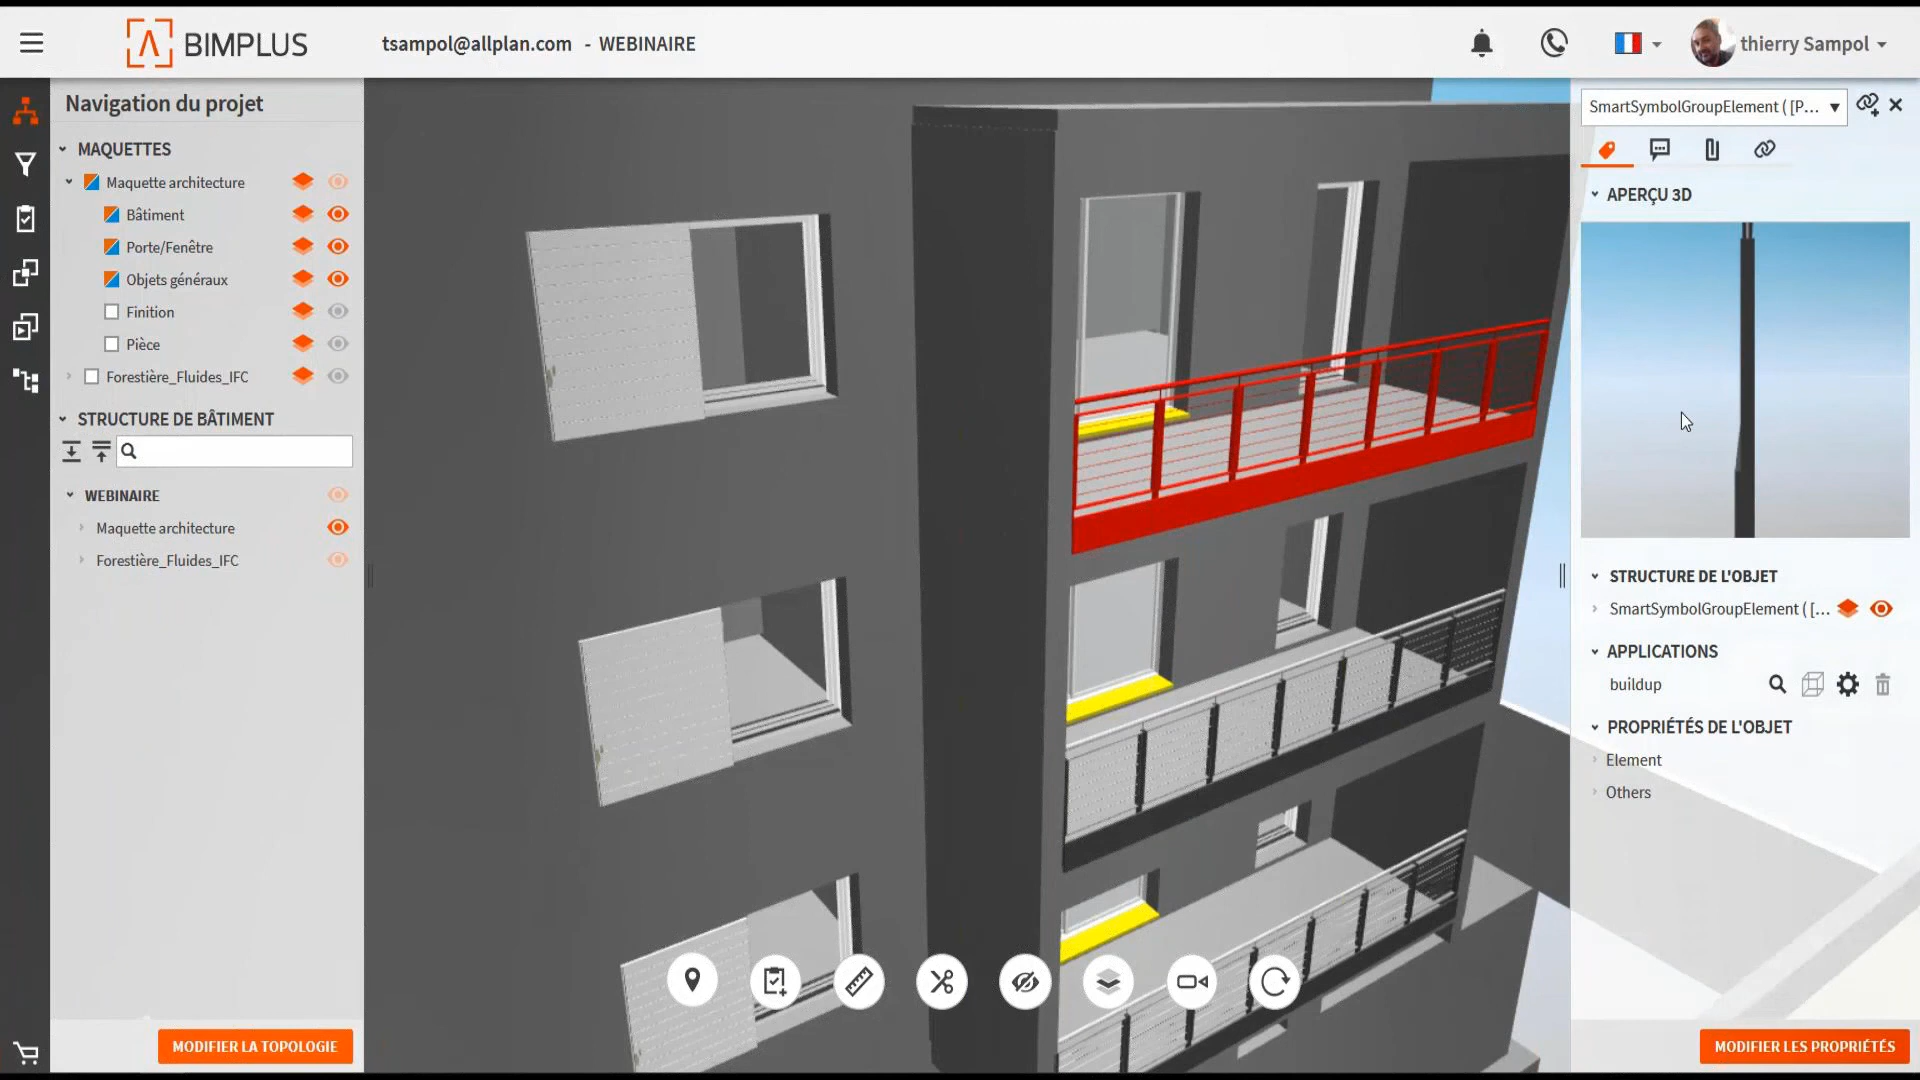 BIMPLUS
tsampol@allplan.com - WEBINAIRE
thierry Sampol
Navigation du projet
MAQUETTES
Maquette architecture
Bâtiment
Porte/Fenêtre
Objets généraux
Finition
Pièce
Forestière_Fluides_IFC
STRUCTURE DE BÂTIMENT
WEBINAIRE
Maquette architecture
Forestière_Fluides_IFC
MODIFIER LA TOPOLOGIE
SmartSymbolGroupElement ( [P...
APERÇU 3D
STRUCTURE DE L'OBJET
SmartSymbolGroupElement ( [...
APPLICATIONS
buildup
PROPRIÉTÉS DE L'OBJET
Element
Others
MODIFIER LES PROPRIÉTÉS